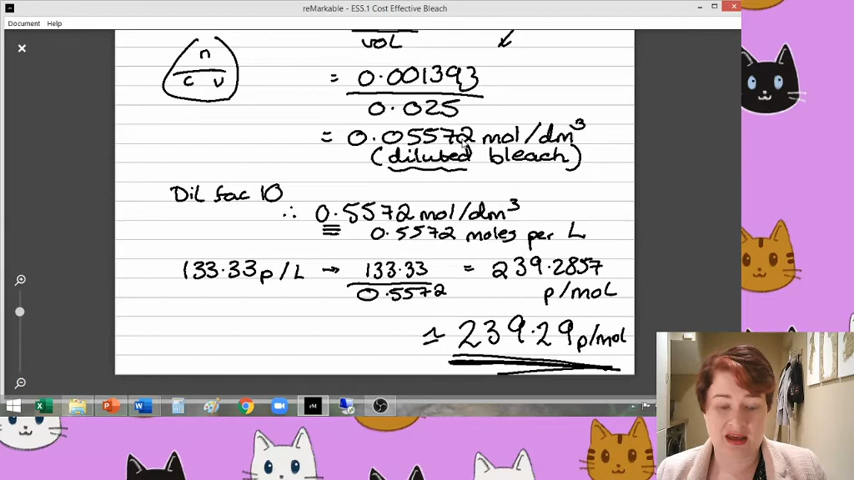 reMarkable - ES5.1 Cost Effective Bleach
Document Help
n
c v
vol
= 0.001393
0.025
= 0.05572 mol/dm³
(diluted bleach)
Dil fac 10
∴ 0.5572 mol/dm³
0.5572 moles per L
133.33p/L → 133.33 = 239.2857
0.5572
p/mol
≃ 239.29p/mol